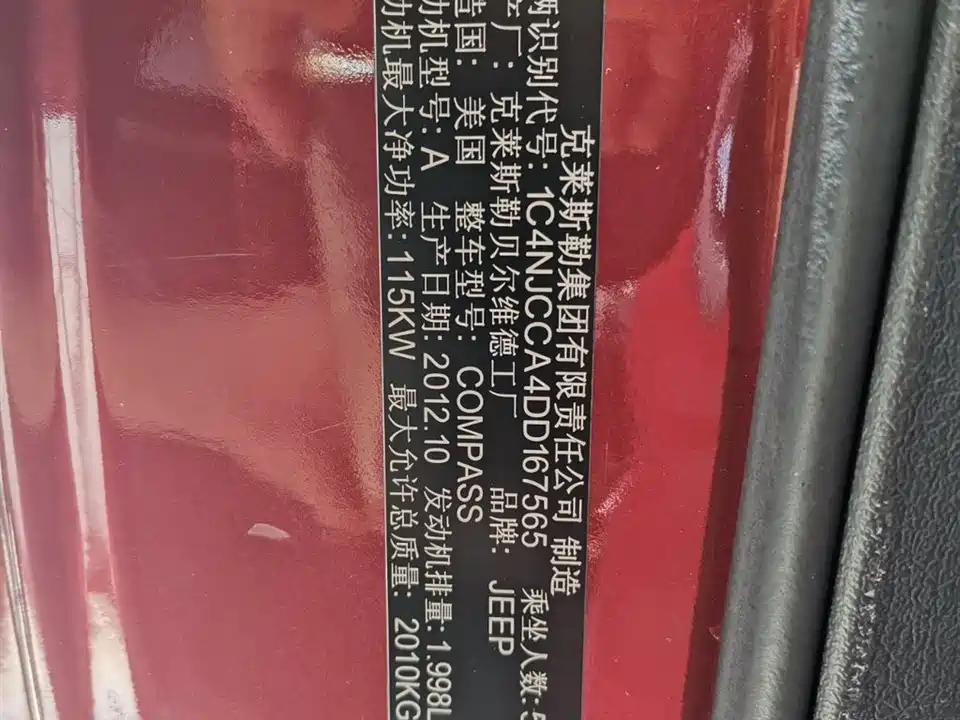 克莱斯勒集团有限责任公司 制造
辆识别代号: 1C4NJCCA4DD167565 乘坐人数: 5
产厂: 克莱斯勒贝尔维德工厂 品牌: JEEP
造国: 美国 整车型号: COMPASS
动机型号: A 生产日期: 2012.10 发动机排量: 1.998L
动机最大净功率: 115KW 最大允许总质量: 2010KG